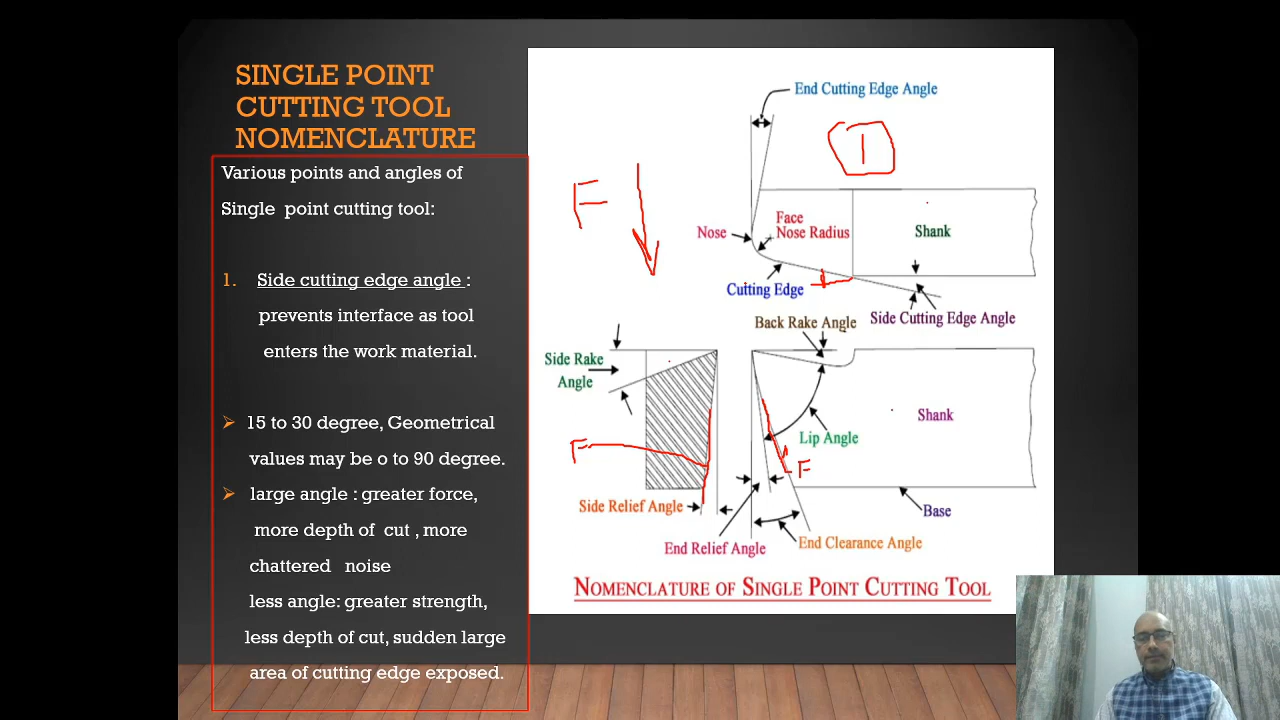 SINGLE POINT
CUTTING TOOL
NOMENCLATURE
Various points and angles of
Single point cutting tool:
1. Side cutting edge angle :
prevents interface as tool
enters the work material.
15 to 30 degree, Geometrical
values may be o to 90 degree.
large angle : greater force,
more depth of cut , more
chattered noise
less angle: greater strength,
less depth of cut, sudden large
area of cutting edge exposed.
End Cutting Edge Angle
1
F
Face
Nose
Nose Radius
Shank
Cutting Edge
Side Cutting Edge Angle
Back Rake Angle
Side Rake
Angle
Shank
Lip Angle
F
F
Side Relief Angle
Base
End Relief Angle
End Clearance Angle
NOMENCLATURE OF SINGLE POINT CUTTING TOOL